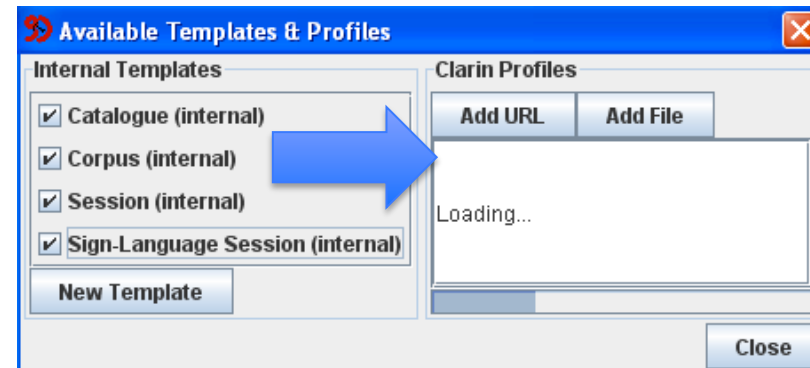 Available Templates & Profiles
Internal Templates
Catalogue (internal)
Corpus (internal)
Session (internal)
Sign-Language Session (internal)
New Template
Clarin Profiles
Add URL Add File
Loading...
Close